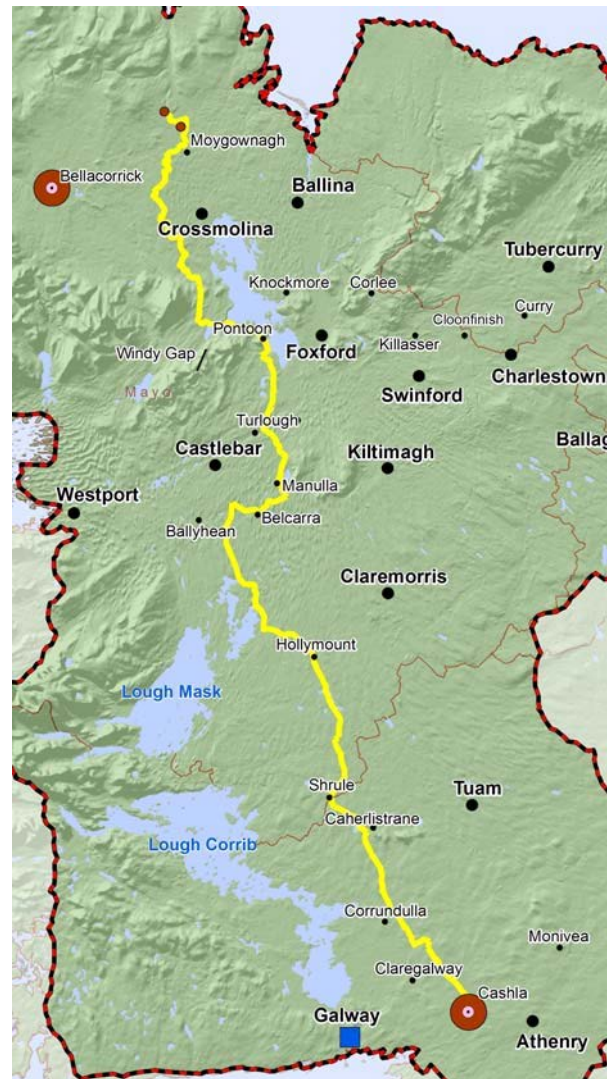 Moygownagh
Bellacorrick
Ballina
Crossmolina
Tubercurry
Knockmore
Corlee
Curry
Cloonfinish
Pontoon
Foxford
Killasser
Windy Gap
Charlestown
Swinford
Mayo
Turlough
Castlebar
Kiltimagh
Ballag
Manulla
Westport
Belcarra
Ballyhean
Claremorris
Hollymount
Lough Mask
Shrule
Tuam
Caherlistrane
Lough Corrib
Corrundulla
Monivea
Claregalway
Cashla
Galway
Athenry